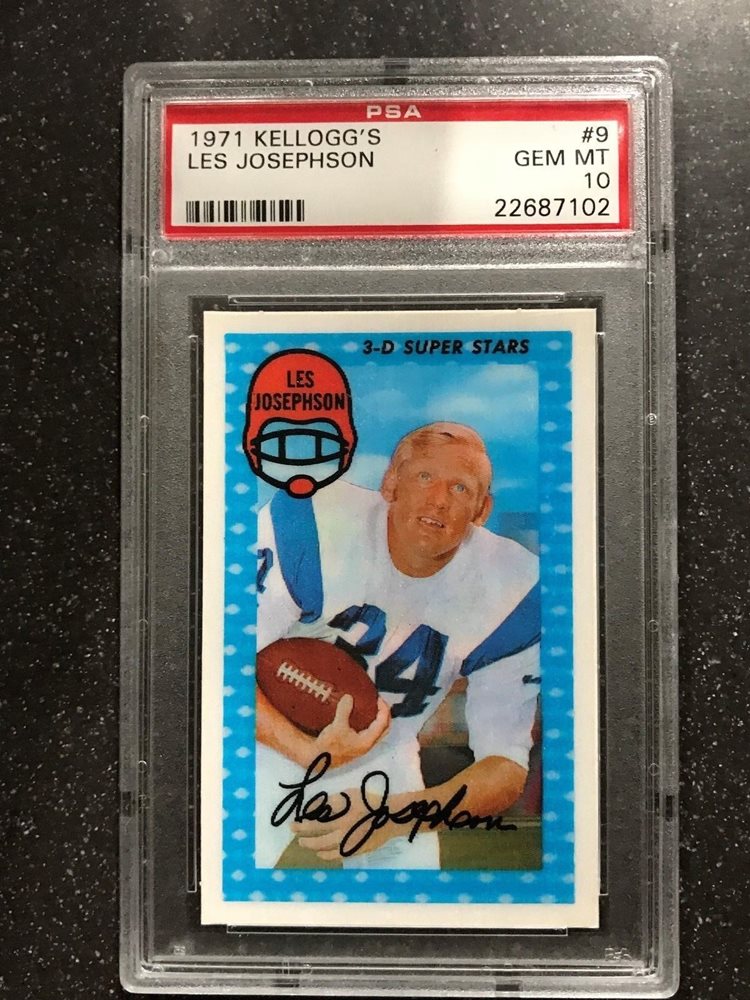 PSA
1971 KELLOGG'S #9
LES JOSEPHSON GEM MT
10
22687102
3-D SUPER STARS
LES
JOSEPHSON
34
Les Josephson